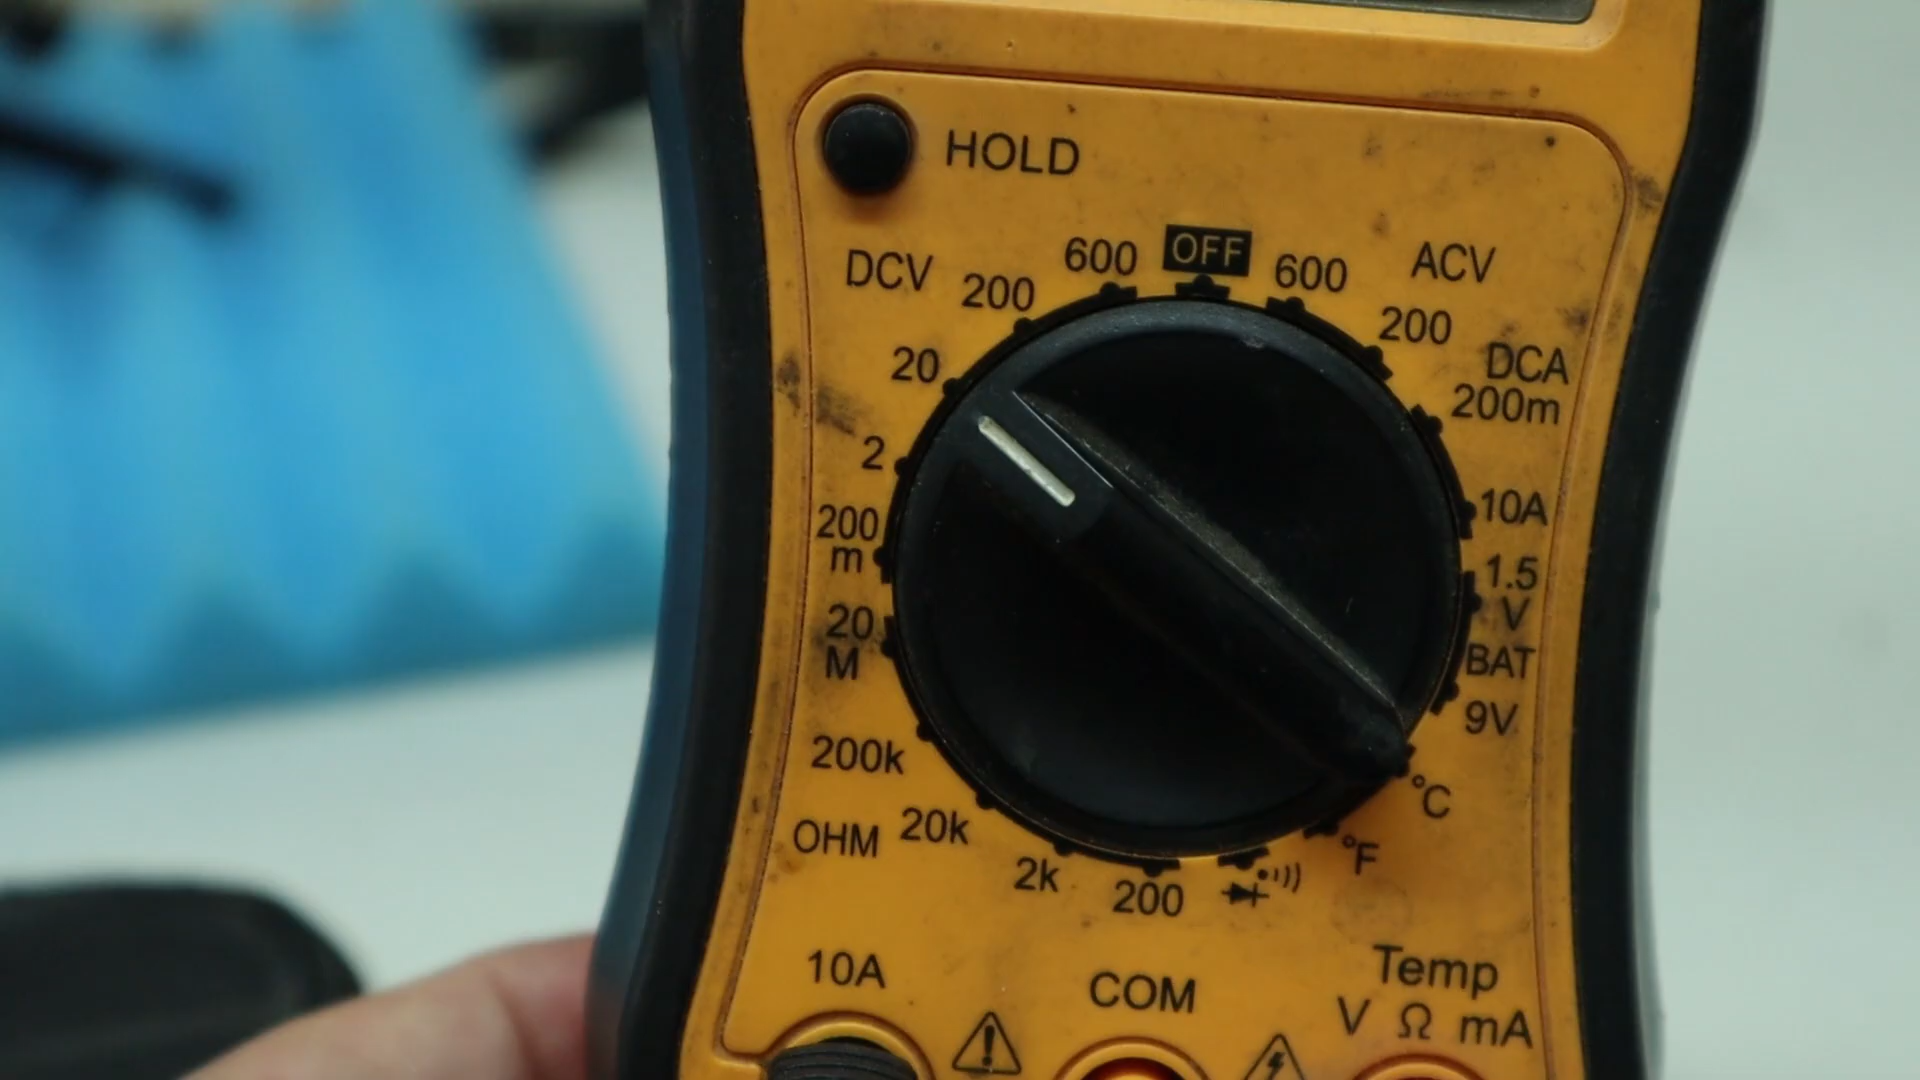 HOLD
DCV
200
600
OFF
600
ACV
200
20
DCA
200m
2
200
m
10A
1.5
V
20
M
BAT
9V
200k
°C
OHM
20k
2k
200
°F
10A
COM
Temp
V Ω mA